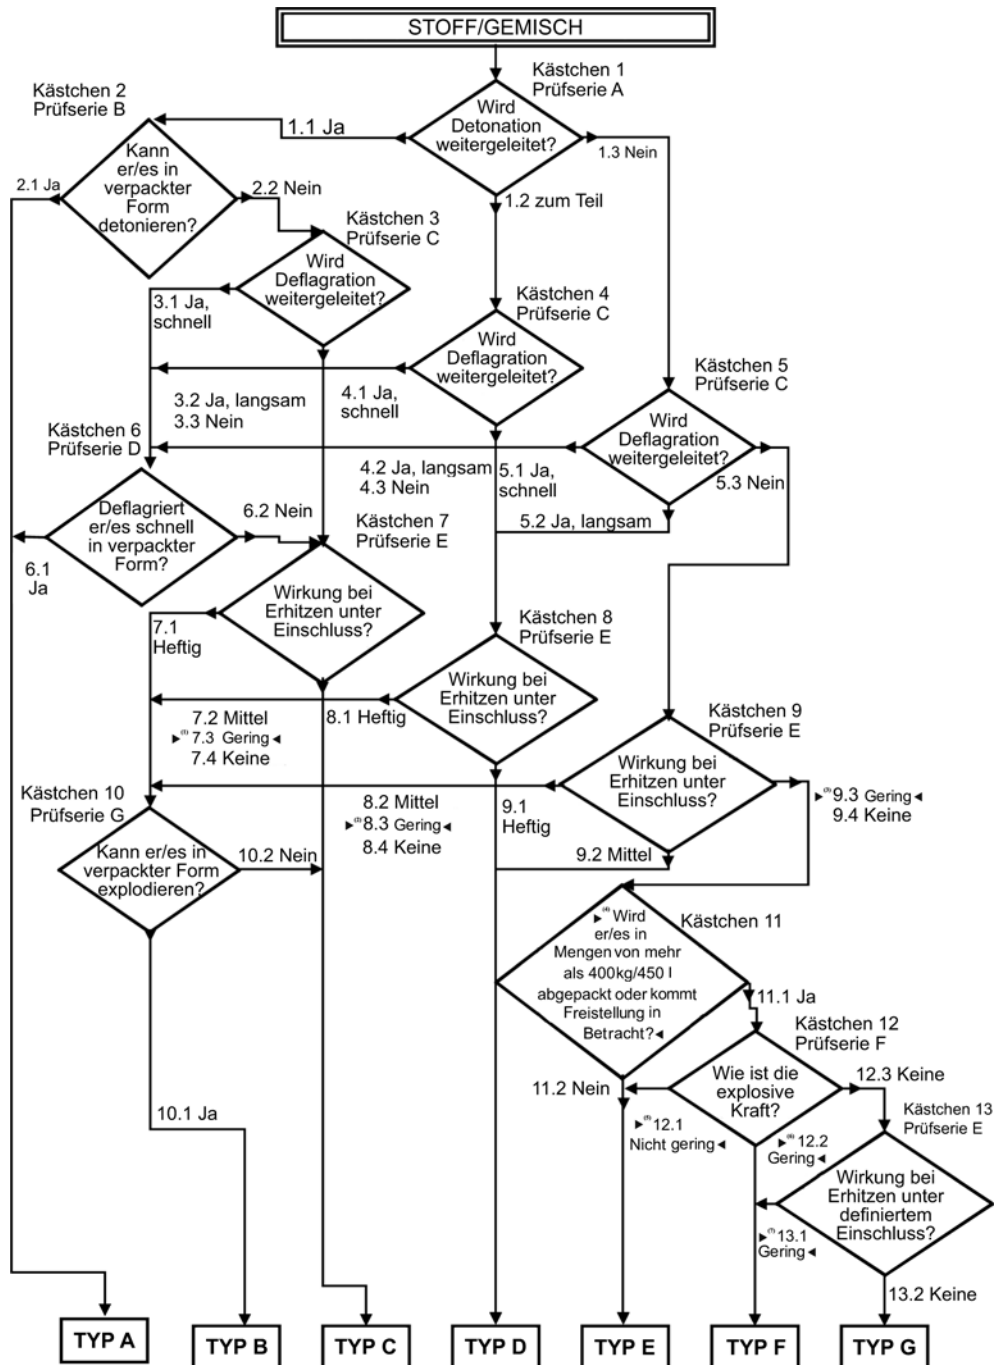 STOFF/GEMISCH
Kästchen 1
Prüfserie A
Wird
Detonation
weitergeleitet?
1.1 Ja
1.3 Nein
1.2 zum Teil
Kästchen 2
Prüfserie B
Kann
er/es in
verpackter
Form
detonieren?
2.1 Ja
2.2 Nein
Kästchen 3
Prüfserie C
Wird
Deflagration
weitergeleitet?
3.1 Ja,
schnell
3.2 Ja, langsam
3.3 Nein
Kästchen 4
Prüfserie C
Wird
Deflagration
weitergeleitet?
4.1 Ja,
schnell
4.2 Ja, langsam
4.3 Nein
Kästchen 5
Prüfserie C
Wird
Deflagration
weitergeleitet?
5.1 Ja,
schnell
5.2 Ja, langsam
5.3 Nein
Kästchen 6
Prüfserie D
Deflagriert
er/es schnell
in verpackter
Form?
6.1
Ja
6.2 Nein
Kästchen 7
Prüfserie E
Wirkung bei
Erhitzen unter
Einschluss?
7.1
Heftig
7.2 Mittel
►⁽¹⁾ 7.3 Gering ◄
7.4 Keine
Kästchen 8
Prüfserie E
Wirkung bei
Erhitzen unter
Einschluss?
8.1 Heftig
8.2 Mittel
►⁽²⁾ 8.3 Gering ◄
8.4 Keine
Kästchen 9
Prüfserie E
Wirkung bei
Erhitzen unter
Einschluss?
9.1
Heftig
9.2 Mittel
►⁽³⁾ 9.3 Gering ◄
9.4 Keine
Kästchen 10
Prüfserie G
Kann er/es in
verpackter Form
explodieren?
10.2 Nein
10.1 Ja
Kästchen 11
►⁽⁴⁾ Wird
er/es in
Mengen von mehr
als 400kg/450 l
abgepackt oder kommt
Freistellung in
Betracht?◄
11.1 Ja
11.2 Nein
Kästchen 12
Prüfserie F
Wie ist die
explosive
Kraft?
12.3 Keine
►⁽⁵⁾ 12.1
Nicht gering ◄
►⁽⁶⁾ 12.2
Gering ◄
Kästchen 13
Prüfserie E
Wirkung bei
Erhitzen unter
definiertem
Einschluss?
►⁽⁷⁾ 13.1
Gering ◄
13.2 Keine
TYP A
TYP B
TYP C
TYP D
TYP E
TYP F
TYP G